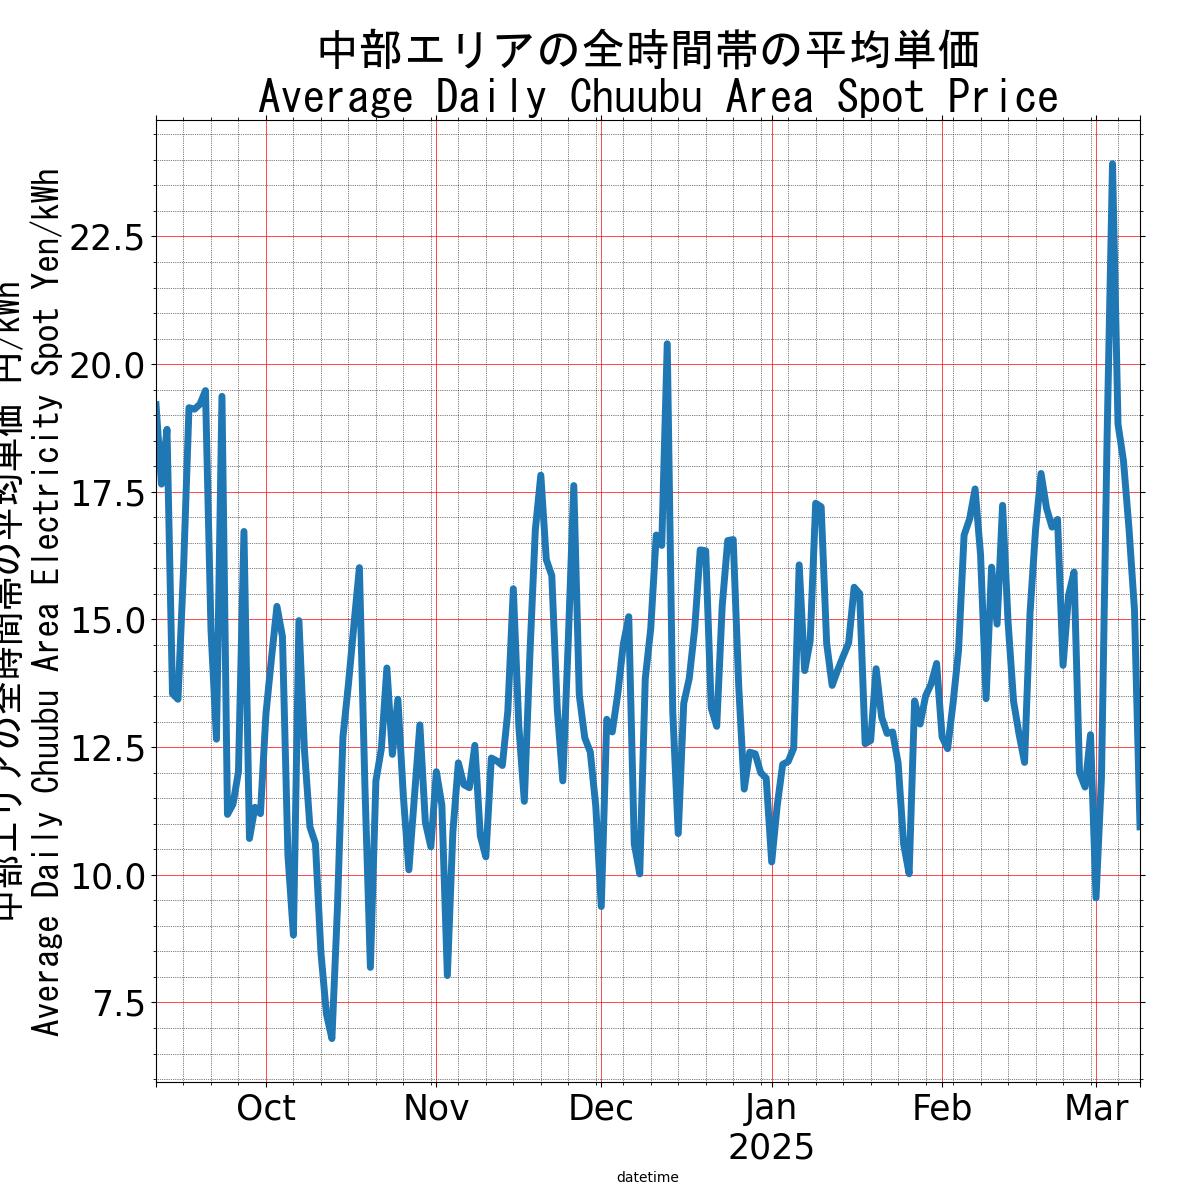 中部エリアの全時間帯の平均単価
Average Daily Chuubu Area Spot Price
中部エリアの全時間帯の平均単価 円/kWh
Average Daily Chuubu Area Electricity Spot Yen/kWh
22.5
20.0
17.5
15.0
12.5
10.0
7.5
Oct
Nov
Dec
Jan
Feb
Mar
2025
datetime